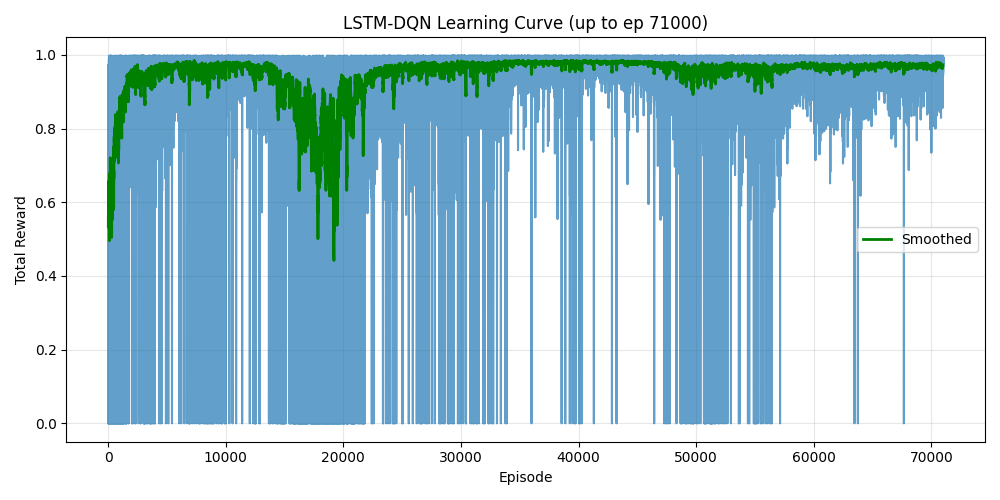 LSTM-DQN Learning Curve (up to ep 71000)
Total Reward
1.0
0.8
0.6
0.4
0.2
0.0
Smoothed
0 10000 20000 30000 40000 50000 60000 70000
Episode